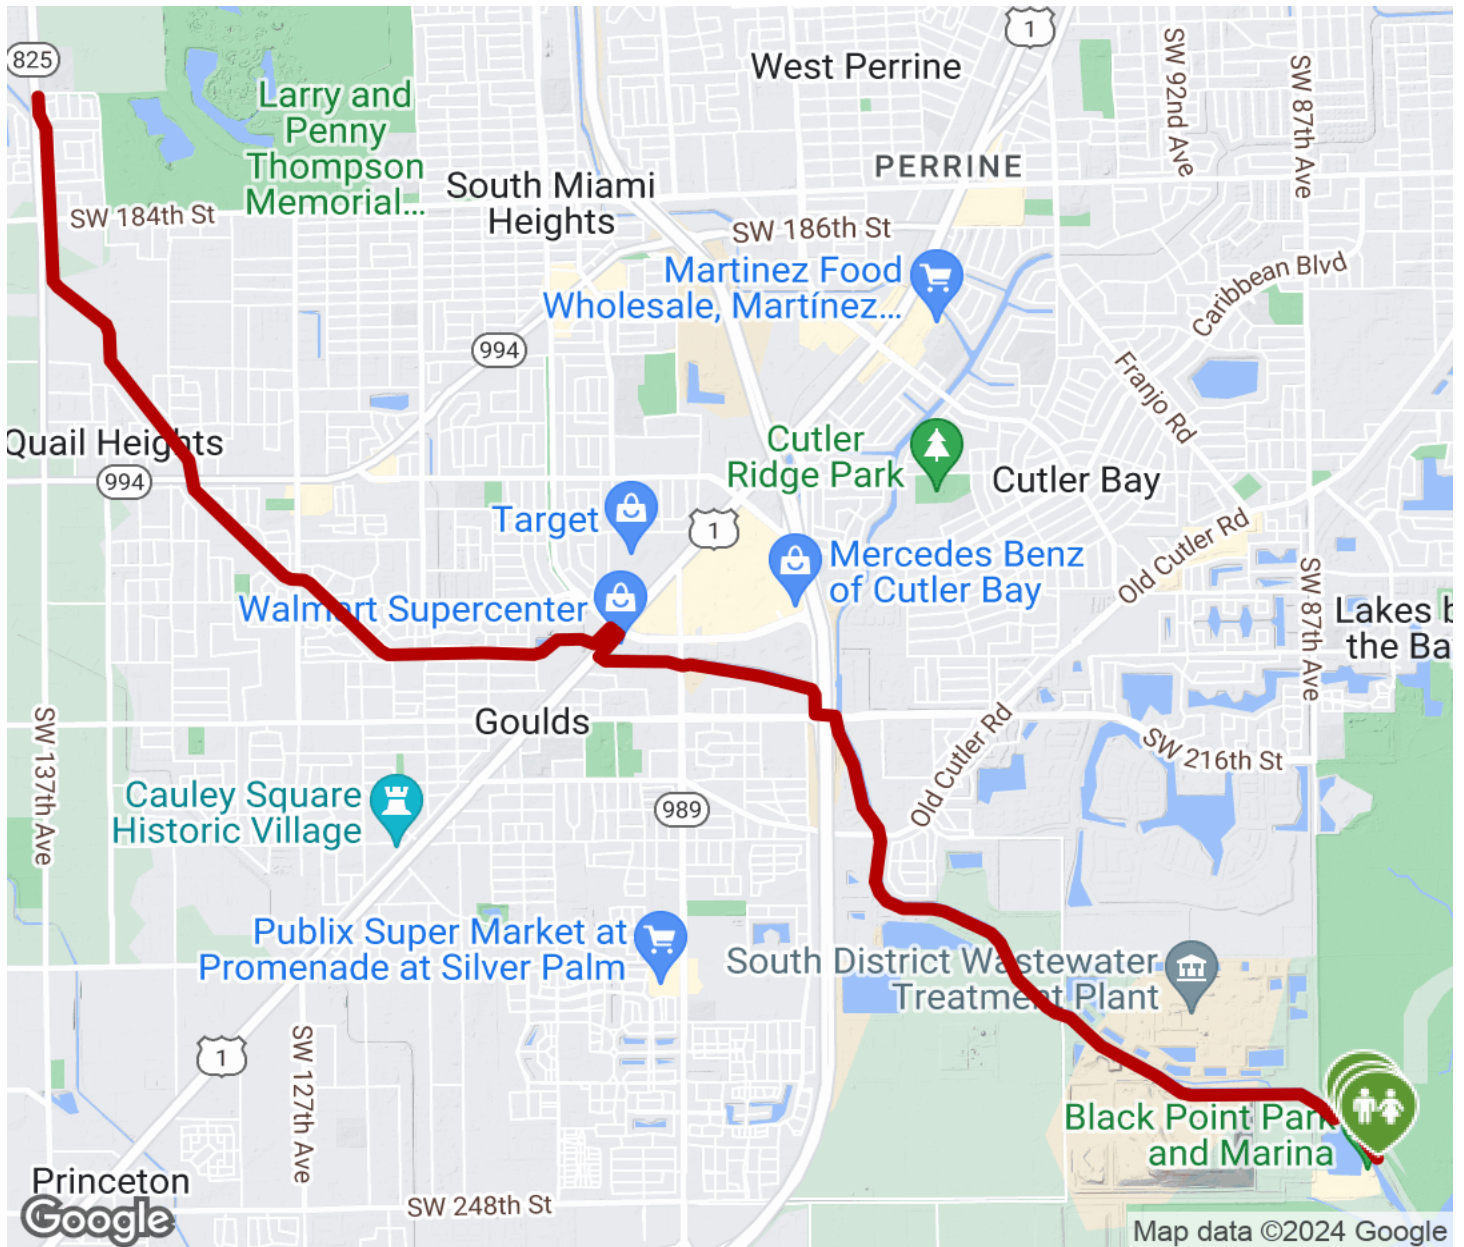 825
1
West Perrine
SW 92nd Ave
SW 87th Ave
Larry and
Penny
Thompson
Memorial...
PERRINE
South Miami
Heights
SW 184th St
SW 186th St
Martinez Food
Wholesale, Martínez...
Caribbean Blvd
994
Franjo Rd
Quail Heights
994
Cutler
Ridge Park
Cutler Bay
Target
1
Old Cutler Rd
Mercedes Benz
of Cutler Bay
SW 87th Ave
Walmart Supercenter
Lakes b
the Ba
Goulds
SW 137th Ave
Old Cutler Rd
SW 216th St
Cauley Square
Historic Village
989
Publix Super Market at
Promenade at Silver Palm
South District Wastewater
Treatment Plant
1
SW 127th Ave
Black Point Park
and Marina
Princeton
SW 248th St
Google
Map data ©2024 Google